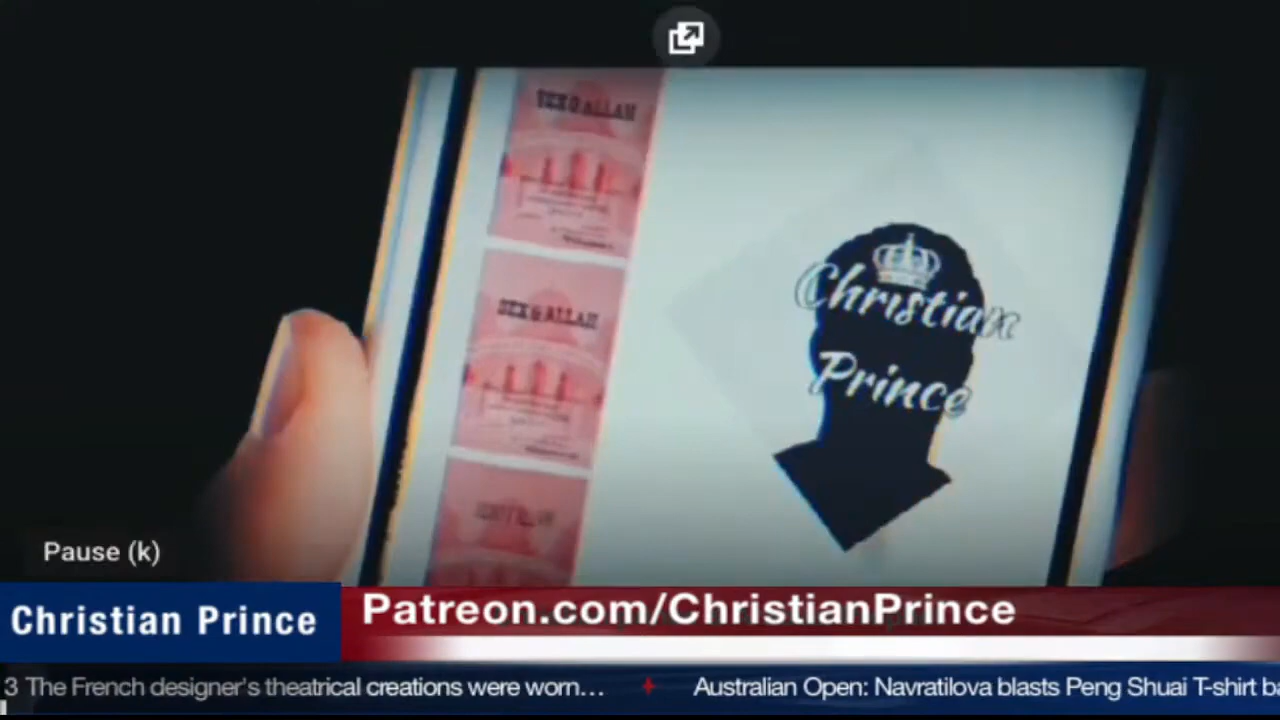 SEX & ALLAH
SEX & ALLAH
Christian
Prince
Pause (k)
Christian Prince
Patreon.com/ChristianPrince
3 The French designer's theatrical creations were worn...
Australian Open: Navratilova blasts Peng Shuai T-shirt ba